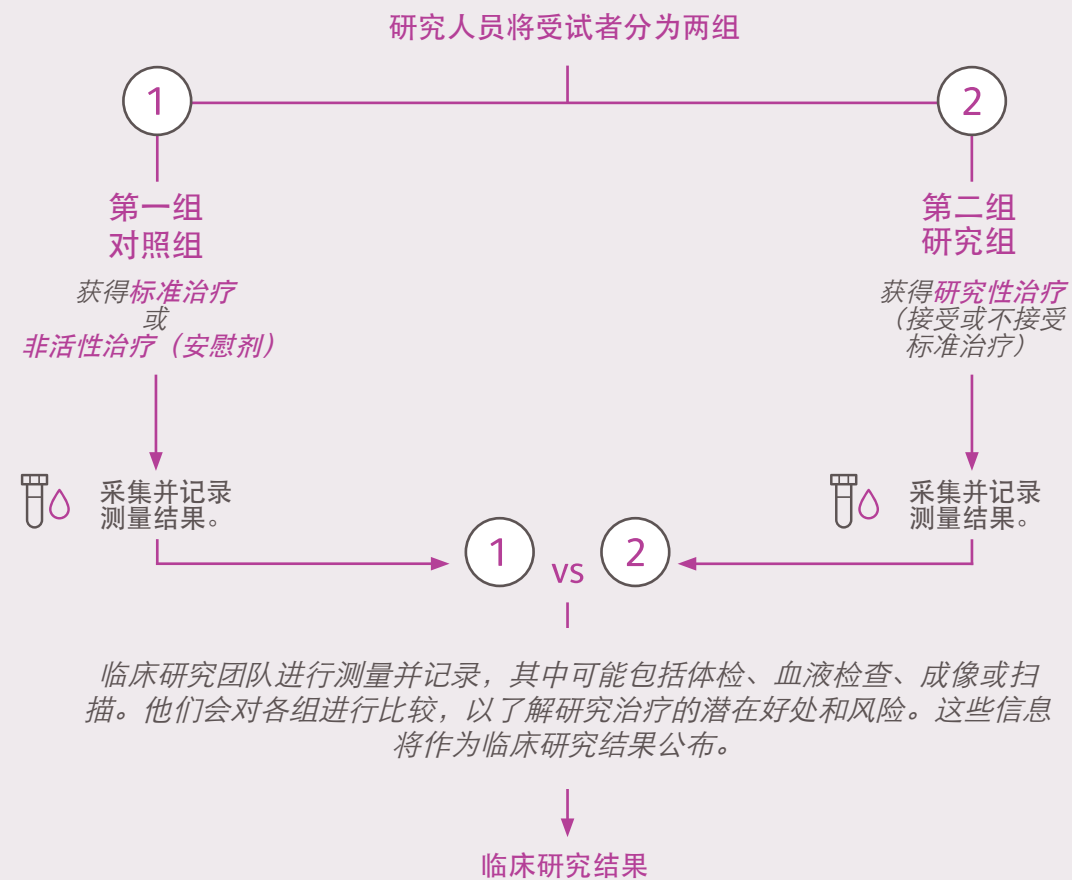 研究人员将受试者分为两组
1
2
第一组
对照组
获得标准治疗
或
非活性治疗（安慰剂）
第二组
研究组
获得研究性治疗
（接受或不接受
标准治疗）
采集并记录
测量结果。
采集并记录
测量结果。
1
vs
2
临床研究团队进行测量并记录，其中可能包括体检、血液检查、成像或扫
描。他们会对各组进行比较，以了解研究治疗的潜在好处和风险。这些信息
将作为临床研究结果公布。
临床研究结果